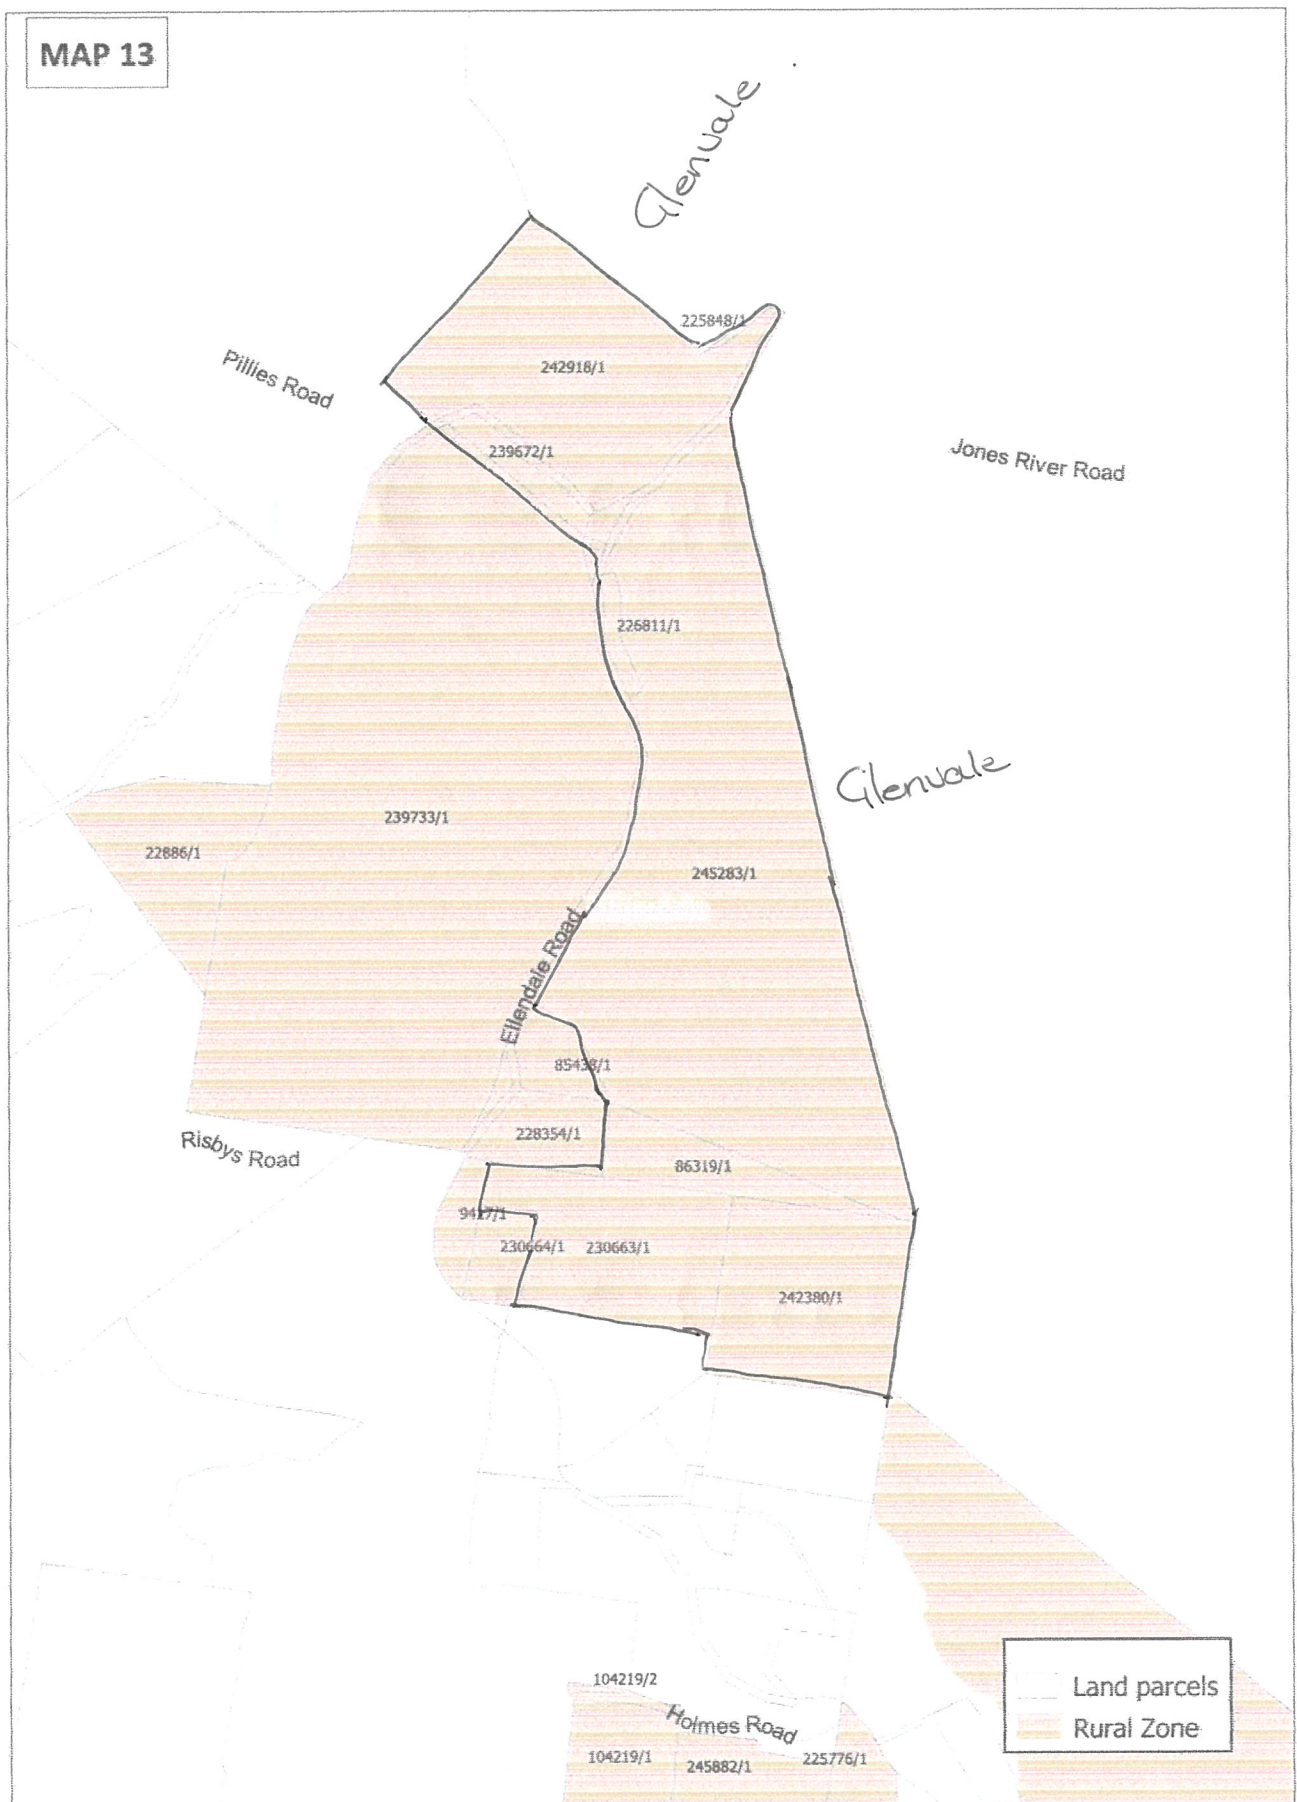 MAP 13
Glenvale
225848/1
Pillies Road
242918/1
239672/1
Jones River Road
226811/1
Glenvale
239733/1
22886/1
245283/1
Ellendale Road
85438/1
228354/1
Risbys Road
86319/1
9417/1
230664/1
230663/1
242380/1
104219/2
Holmes Road
104219/1
245882/1
225776/1
Land parcels
Rural Zone